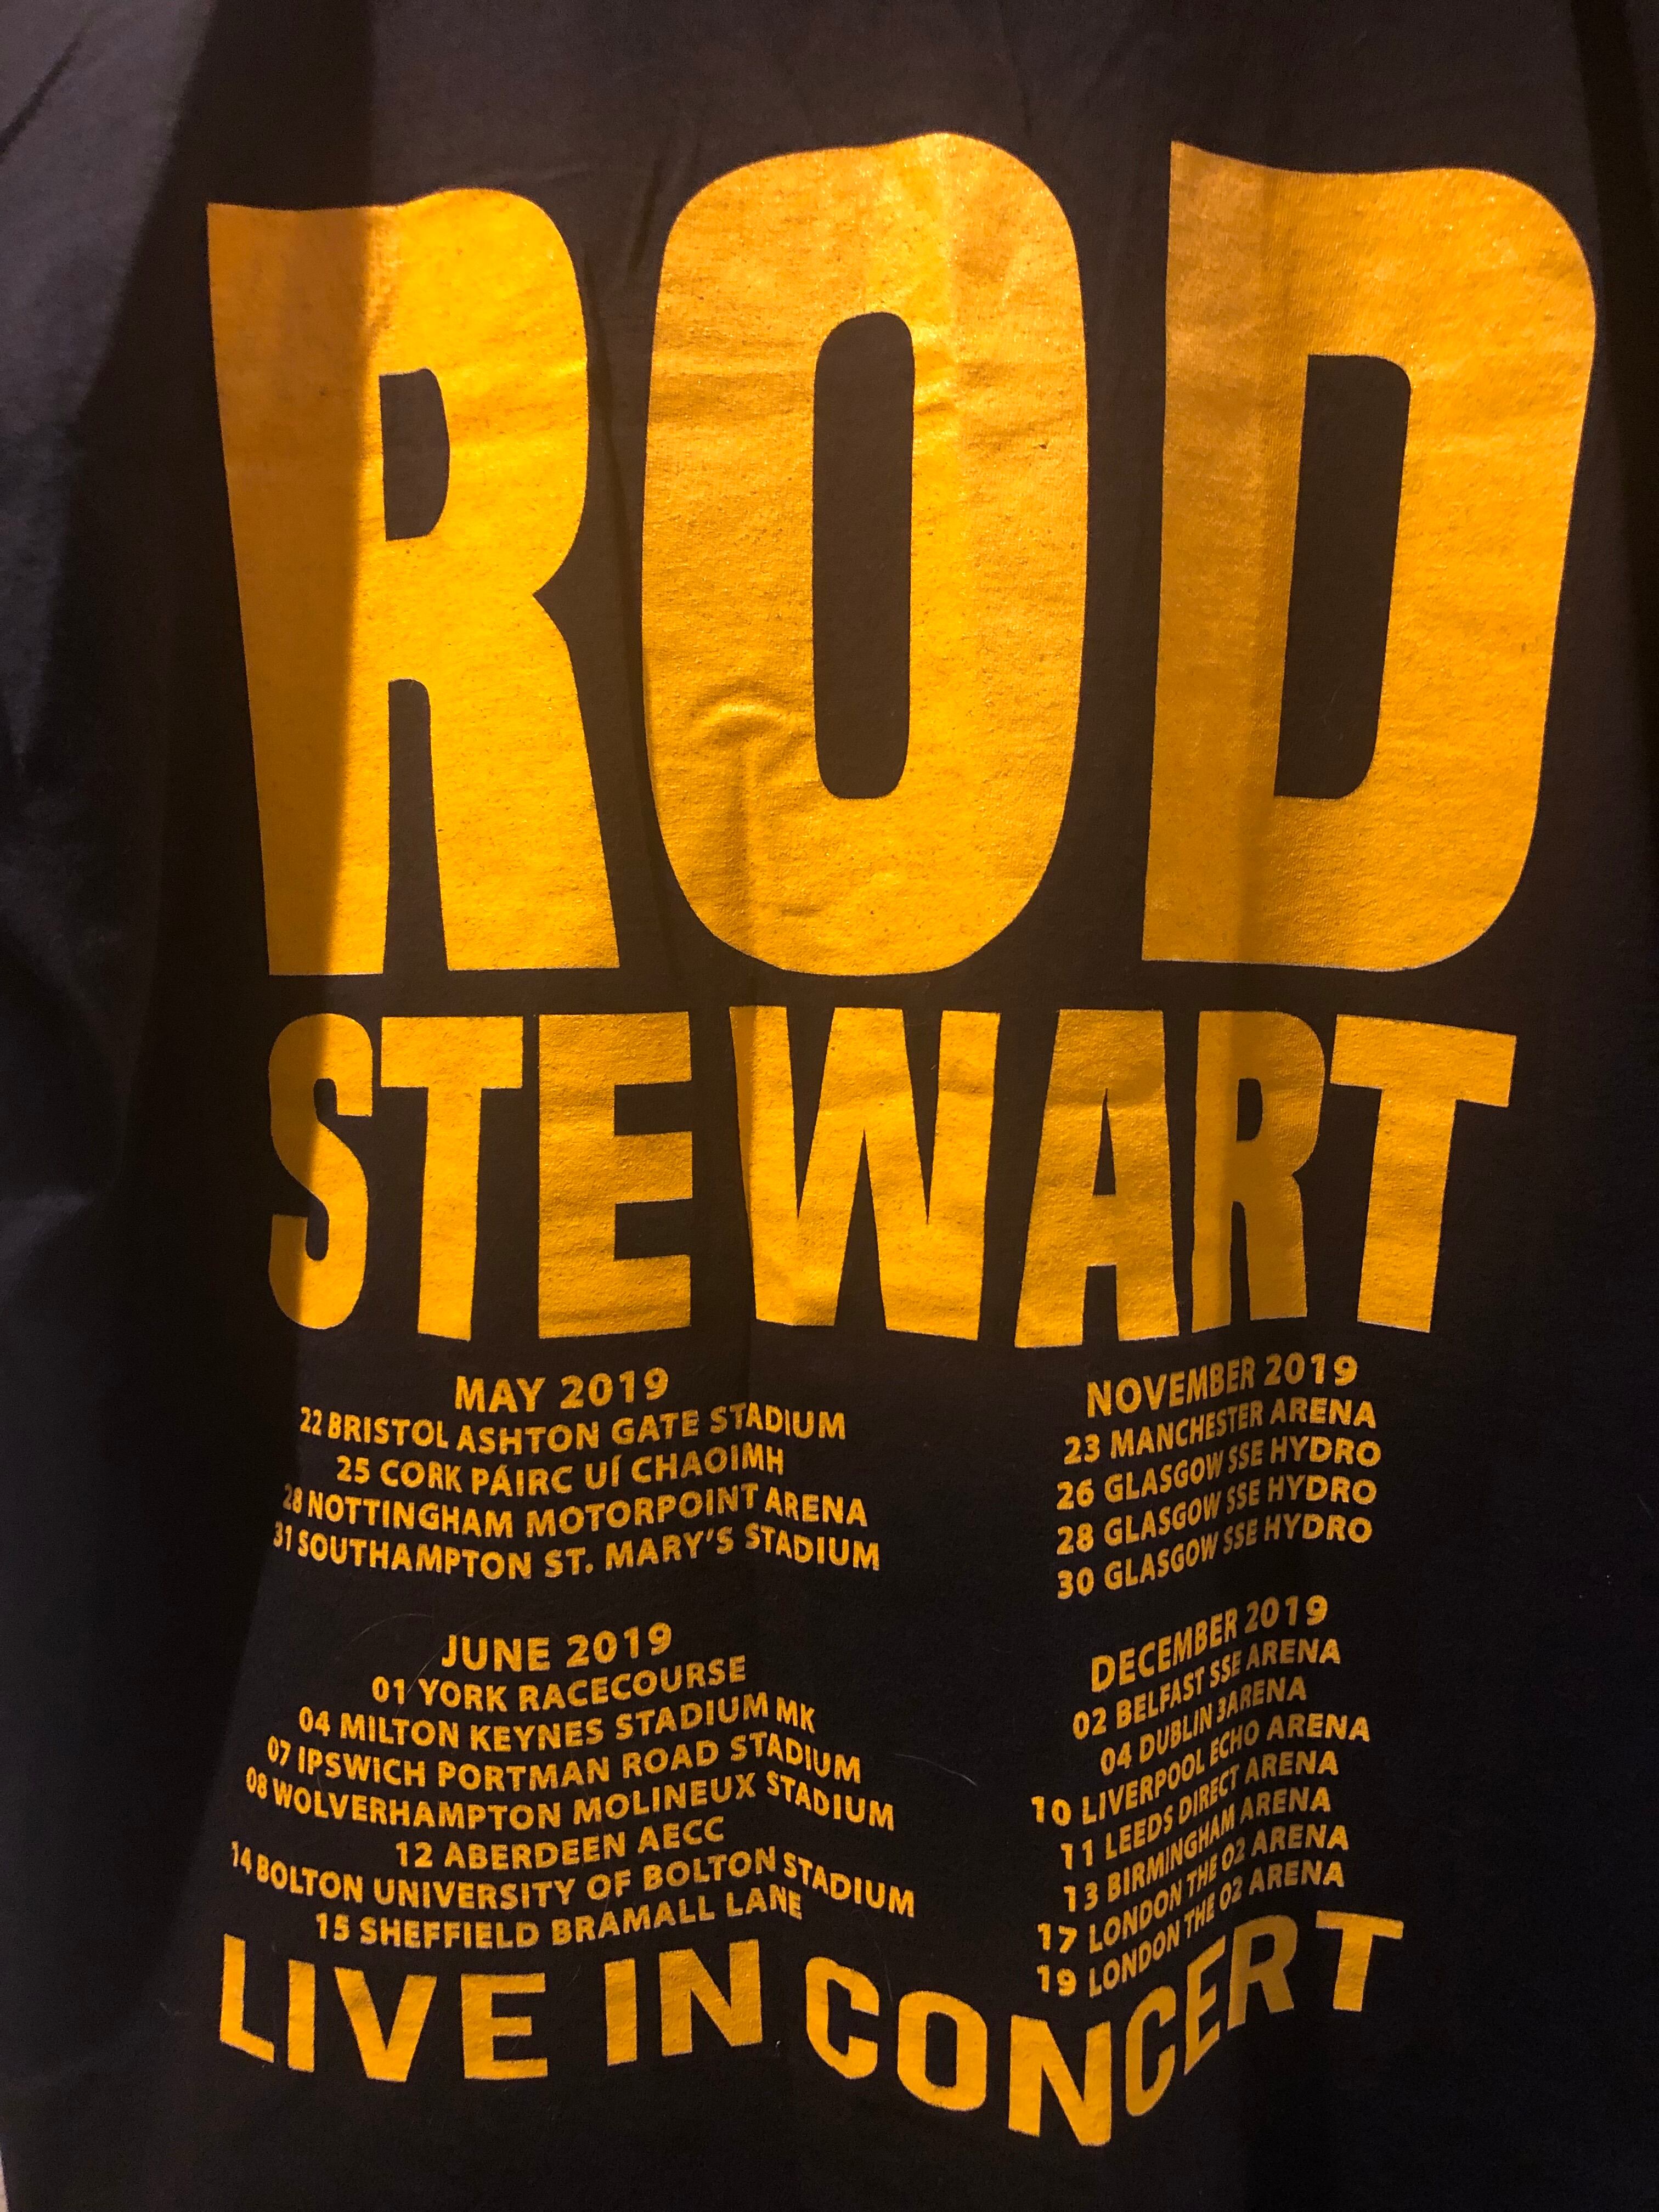 ROD
STEWART
MAY 2019
22 BRISTOL ASHTON GATE STADIUM
25 CORK PÁIRC UÍ CHAOIMH
28 NOTTINGHAM MOTORPOINT ARENA
31 SOUTHAMPTON ST. MARY'S STADIUM
JUNE 2019
01 YORK RACECOURSE
04 MILTON KEYNES STADIUM MK
07 IPSWICH PORTMAN ROAD STADIUM
08 WOLVERHAMPTON MOLINEUX STADIUM
12 ABERDEEN AECC
14 BOLTON UNIVERSITY OF BOLTON STADIUM
15 SHEFFIELD BRAMALL LANE
NOVEMBER 2019
23 MANCHESTER ARENA
26 GLASGOW SSE HYDRO
28 GLASGOW SSE HYDRO
30 GLASGOW SSE HYDRO
DECEMBER 2019
02 BELFAST SSE ARENA
04 DUBLIN 3ARENA
10 LIVERPOOL ECHO ARENA
11 LEEDS DIRECT ARENA
13 BIRMINGHAM ARENA
17 LONDON THE O2 ARENA
19 LONDON THE O2 ARENA
LIVE IN CONCERT